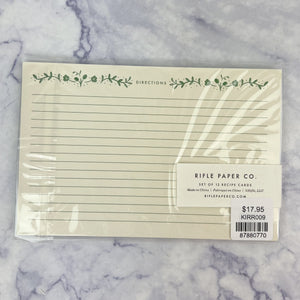 DIRECTIONS
RIFLE PAPER CO.
SET OF 12 RECIPE CARDS
RIFLEPAPERCO.COM
$17.95
KIRR009
87880770